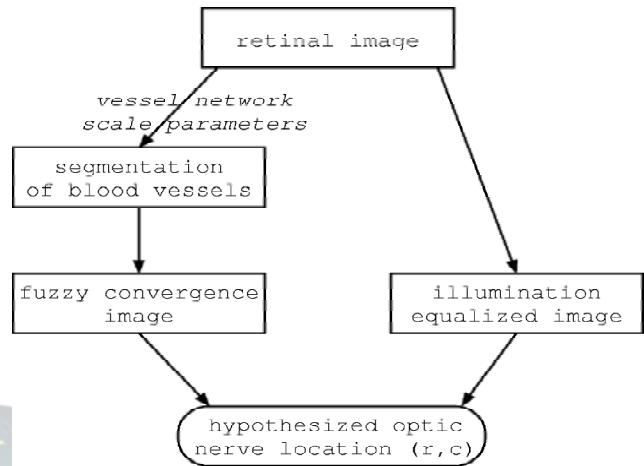 retinal image
vessel network
scale parameters
segmentation
of blood vessels
fuzzy convergence
image
illumination
equalized image
hypothesized optic
nerve location (r,c)